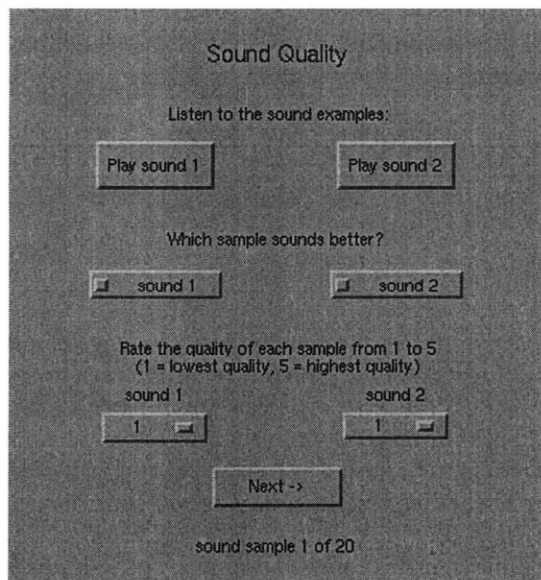 Sound Quality
Listen to the sound examples:
Play sound 1 Play sound 2
Which sample sounds better?
sound 1 sound 2
Rate the quality of each sample from 1 to 5
(1 = lowest quality, 5 = highest quality)
sound 1 sound 2
1 1
Next ->
sound sample 1 of 20